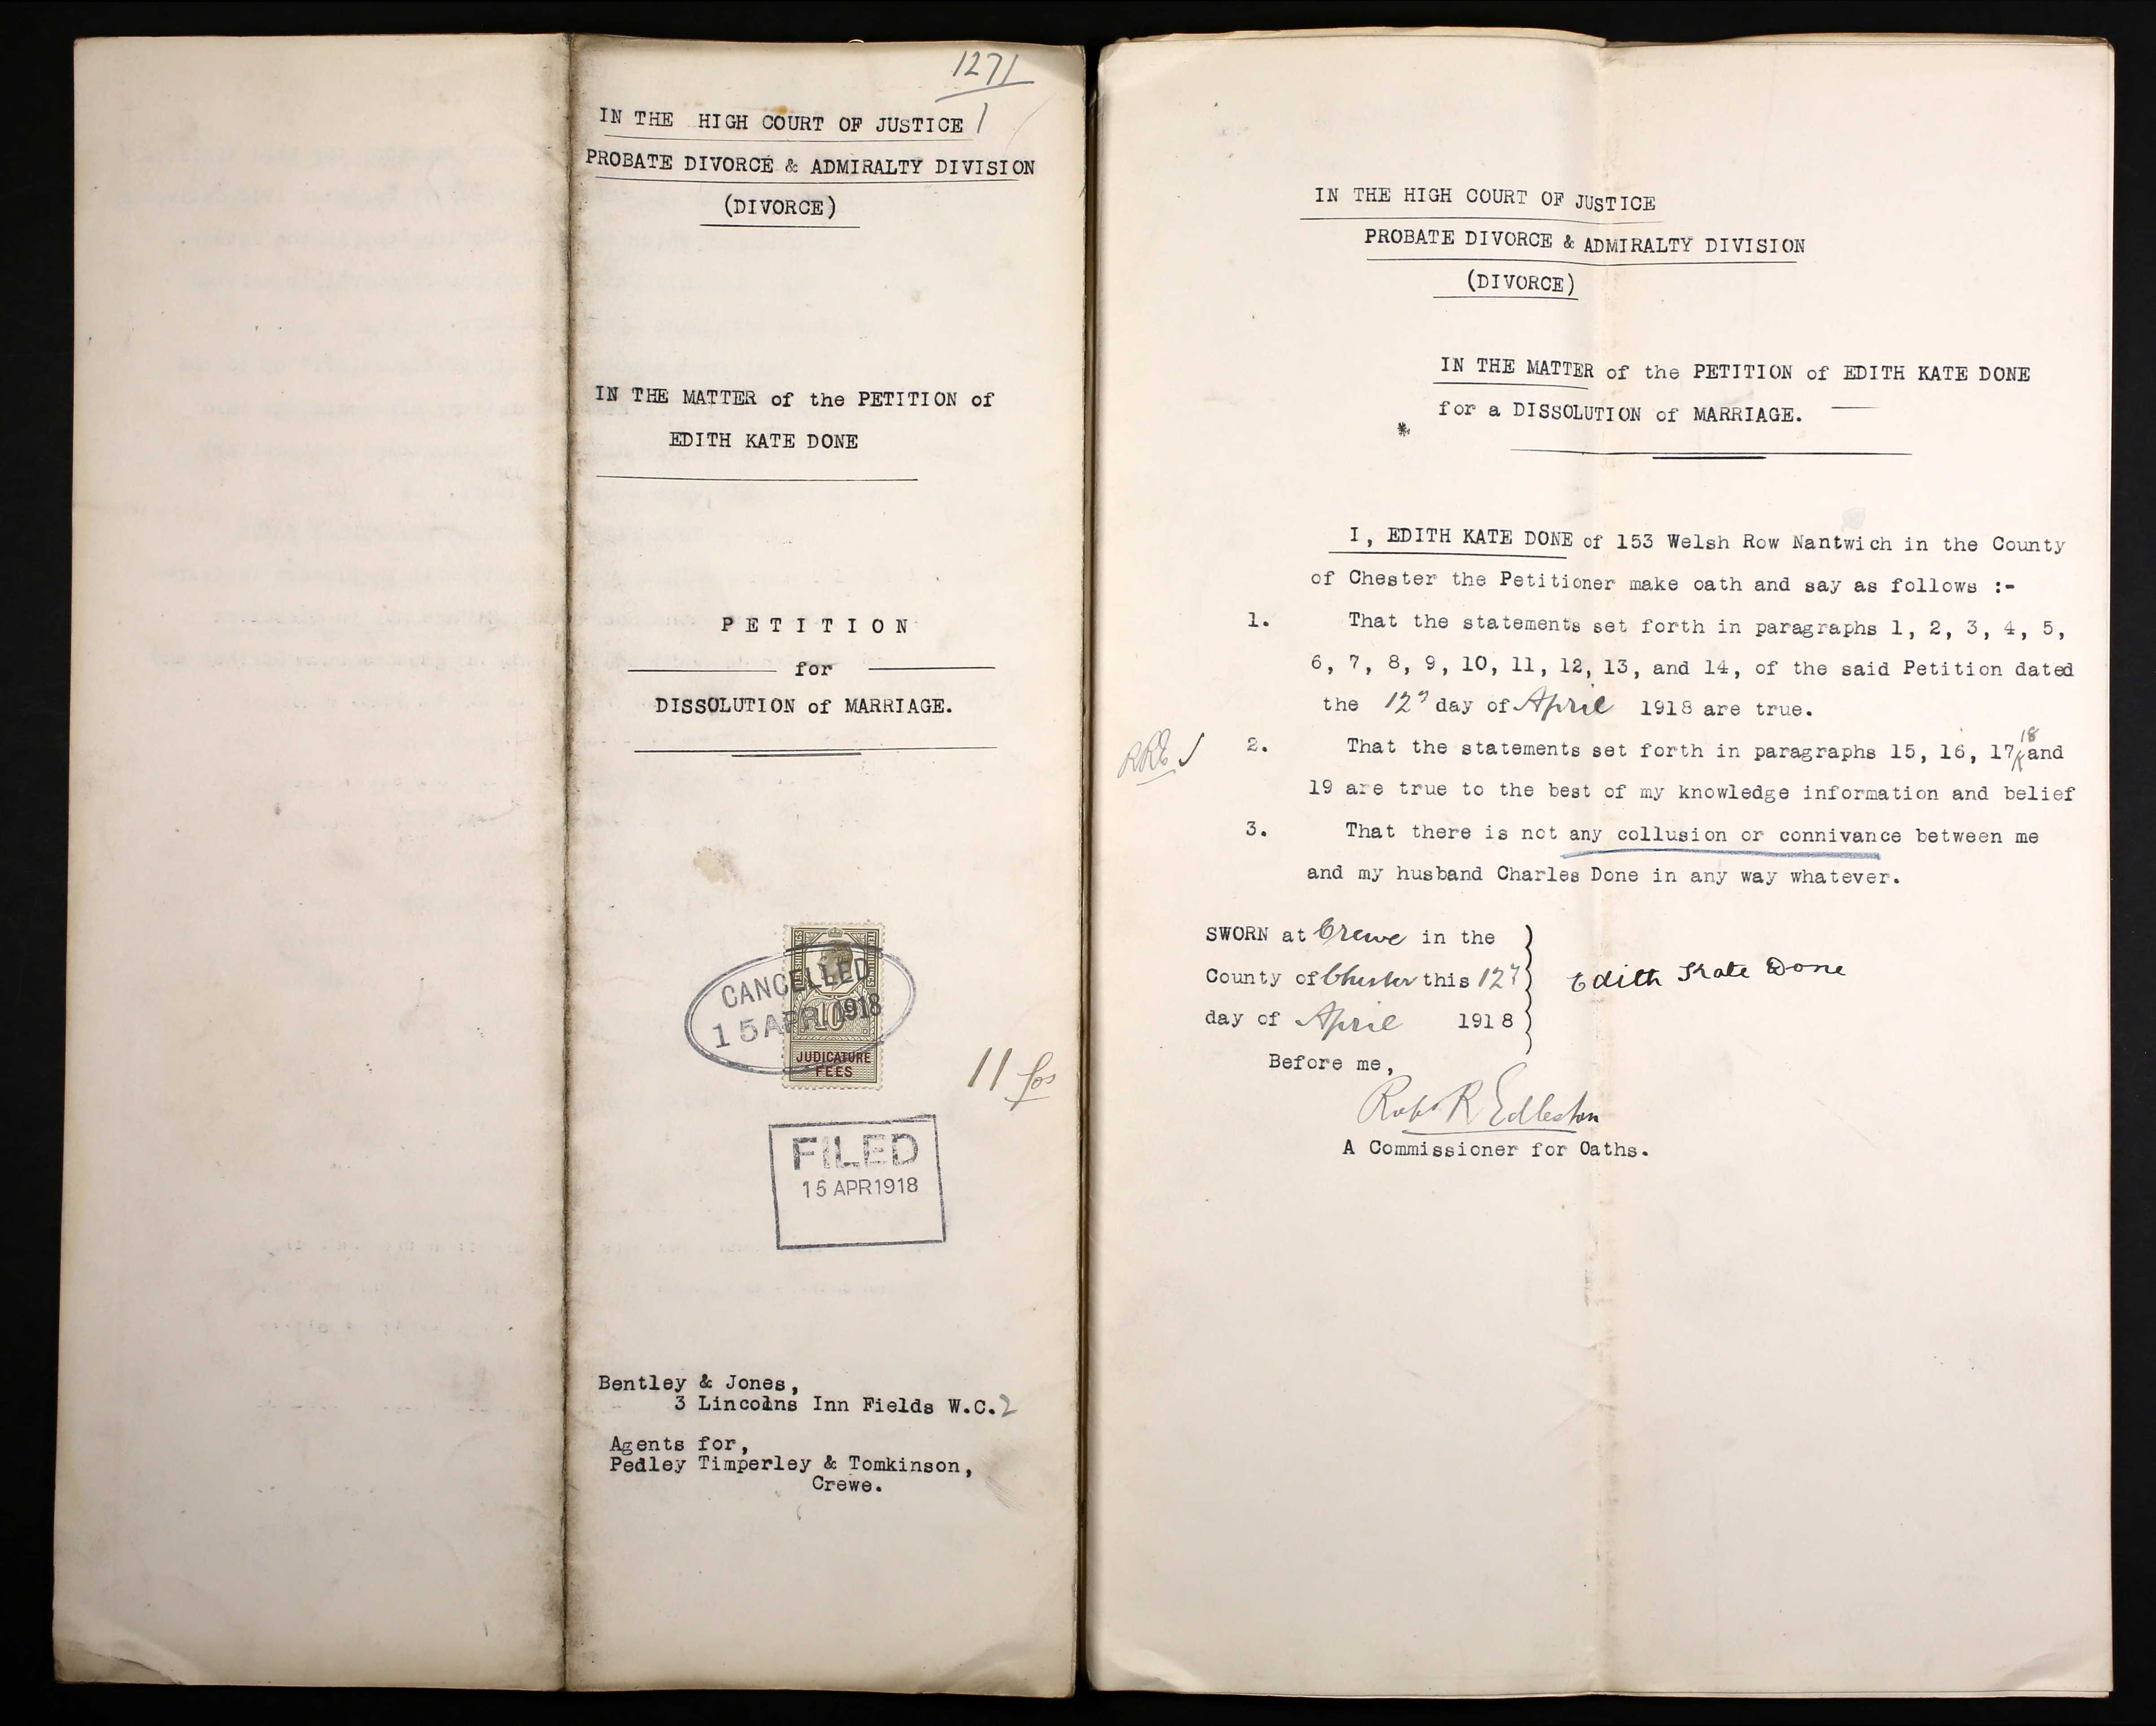 1271
1
IN THE HIGH COURT OF JUSTICE
PROBATE DIVORCE & ADMIRALTY DIVISION
(DIVORCE)
IN THE MATTER of the PETITION of
EDITH KATE DONE
PETITION
for
DISSOLUTION of MARRIAGE.
CANCELLED
15 APR 1918
JUDICATURE
FEES
11 fos
FILED
15 APR 1918
Bentley & Jones,
3 Lincolns Inn Fields W.C.2
Agents for,
Pedley Timperley & Tomkinson,
Crewe.
IN THE HIGH COURT OF JUSTICE
PROBATE DIVORCE & ADMIRALTY DIVISION
(DIVORCE)
IN THE MATTER of the PETITION of EDITH KATE DONE
for a DISSOLUTION of MARRIAGE.
I, EDITH KATE DONE of 153 Welsh Row Nantwich in the County
of Chester the Petitioner make oath and say as follows :-
1. That the statements set forth in paragraphs 1, 2, 3, 4, 5,
6, 7, 8, 9, 10, 11, 12, 13, and 14, of the said Petition dated
the 12th day of April 1918 are true.
RRE
2. That the statements set forth in paragraphs 15, 16, 17, 18 and
19 are true to the best of my knowledge information and belief
3. That there is not any collusion or connivance between me
and my husband Charles Done in any way whatever.
SWORN at Crewe in the
County of Chester this 12th
day of April 1918
Edith Kate Done
Before me,
Robt R Edleston
A Commissioner for Oaths.